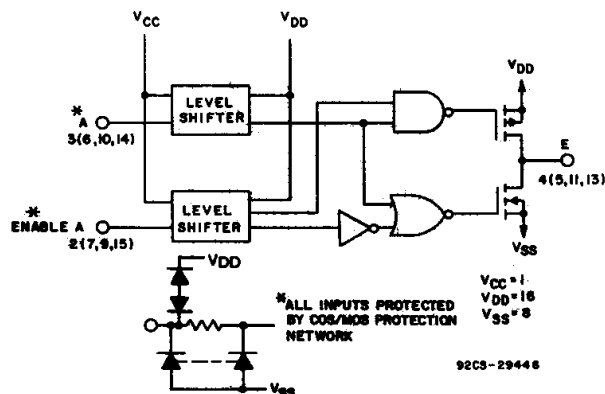 VCC
VDD
LEVEL
SHIFTER
* A
3(6,10,14)
VDD
E
4(5,11,13)
LEVEL
SHIFTER
*
ENABLE A
2(7,9,15)
VSS
VDD
*ALL INPUTS PROTECTED
BY COS/MOS PROTECTION
NETWORK
VCC = 1
VDD = 16
VSS = 8
VSS
92CS-29446